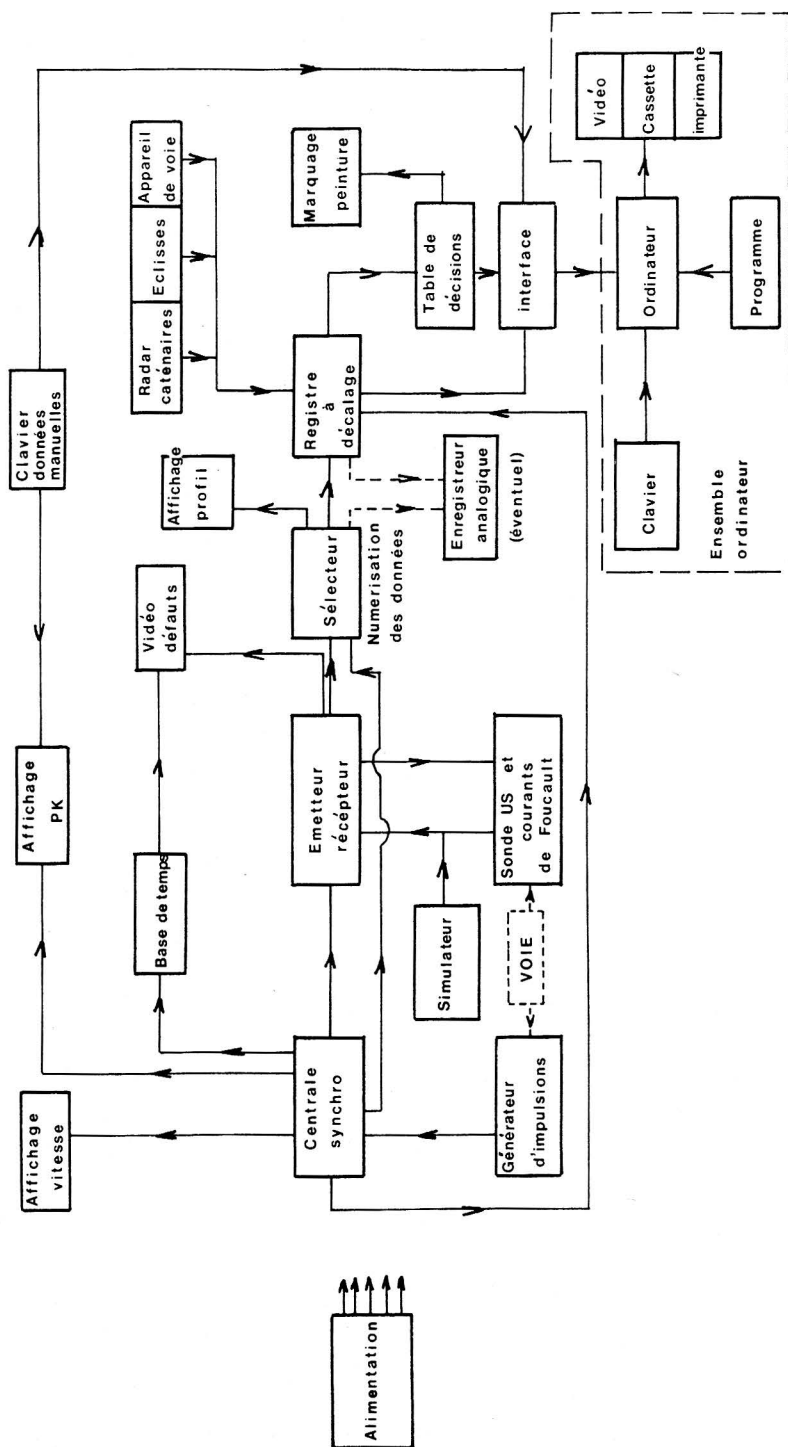 Affichage
vitesse
Affichage
PK
Clavier
données
manuelles
Base de temps
Vidéo
défauts
Affichage
profil
Radar
caténaires
Eclisses
Appareil
de voie
Marquage
peinture
Alimentation
Centrale
synchro
Emetteur
récépteur
Sélecteur
Registre
à
décalage
Table de
décisions
interface
Numerisation
des données
Enregistreur
analogique
(éventuel)
Simulateur
Générateur
d'impulsions
VOIE
Sonde US et
courants
de Foucault
Clavier
Ordinateur
Programme
Vidéo
Cassette
imprimante
Ensemble
ordinateur